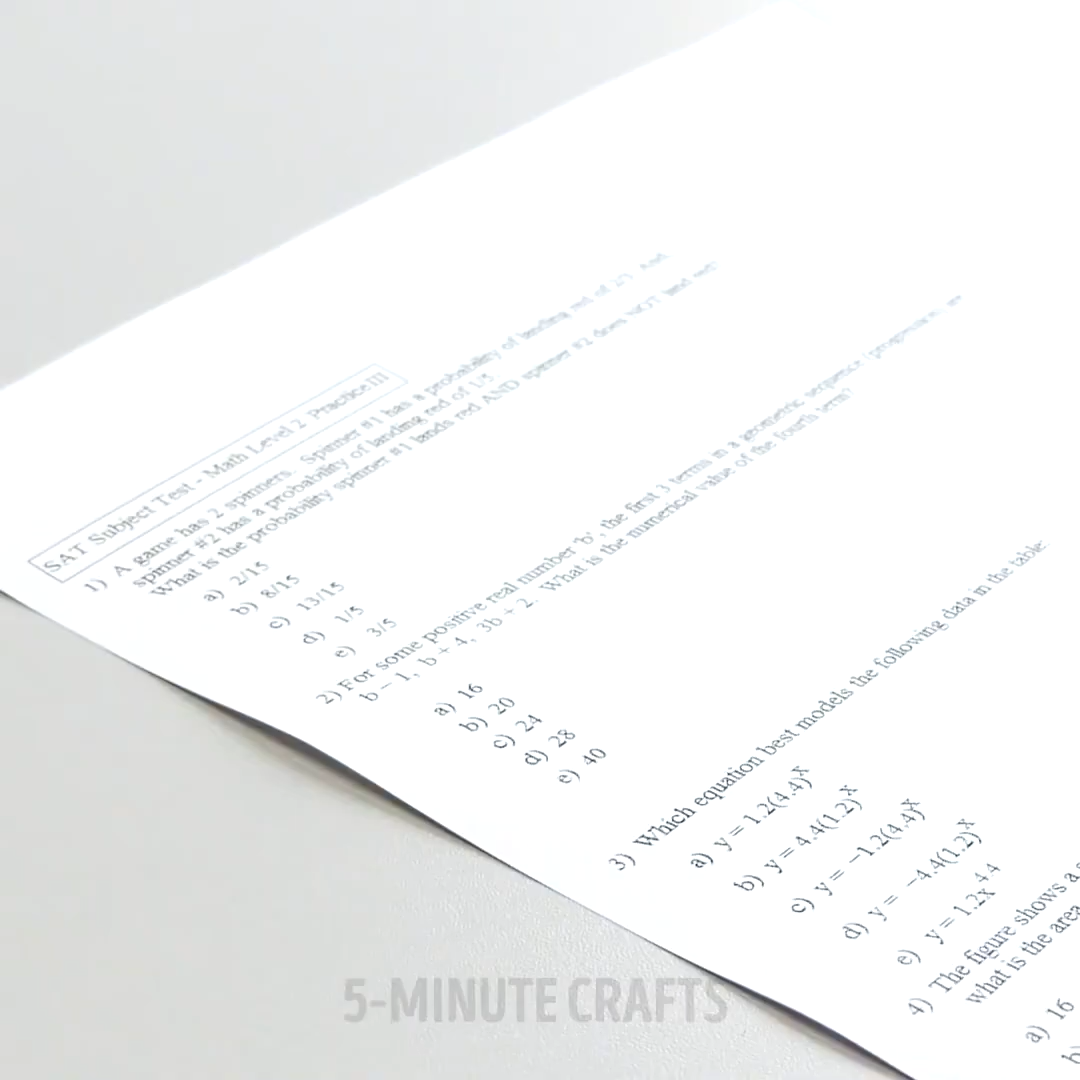 SAT Subject Test - Math Level 2 Practice III
1) A game has 2 spinners. Spinner #1 has a probability of landing red of 2/3. And
spinner #2 has a probability of landing red of 1/5.
What is the probability spinner #1 lands red AND spinner #2 does NOT land red?
a) 2/15
b) 8/15
c) 13/15
d) 1/5
e) 3/5
2) For some positive real number 'b', the first 3 terms in a geometric sequence (progression) are
b – 1, b + 4, 3b + 2. What is the numerical value of the fourth term?
a) 16
b) 20
c) 24
d) 28
e) 40
3) Which equation best models the following data in the table:
a) y = 1.2(4.4)^x
b) y = 4.4(1.2)^x
c) y = −1.2(4.4)^x
d) y = −4.4(1.2)^x
e) y = 1.2x^4.4
4) The figure shows a
what is the area
a) 16
b)
5-MINUTE CRAFTS